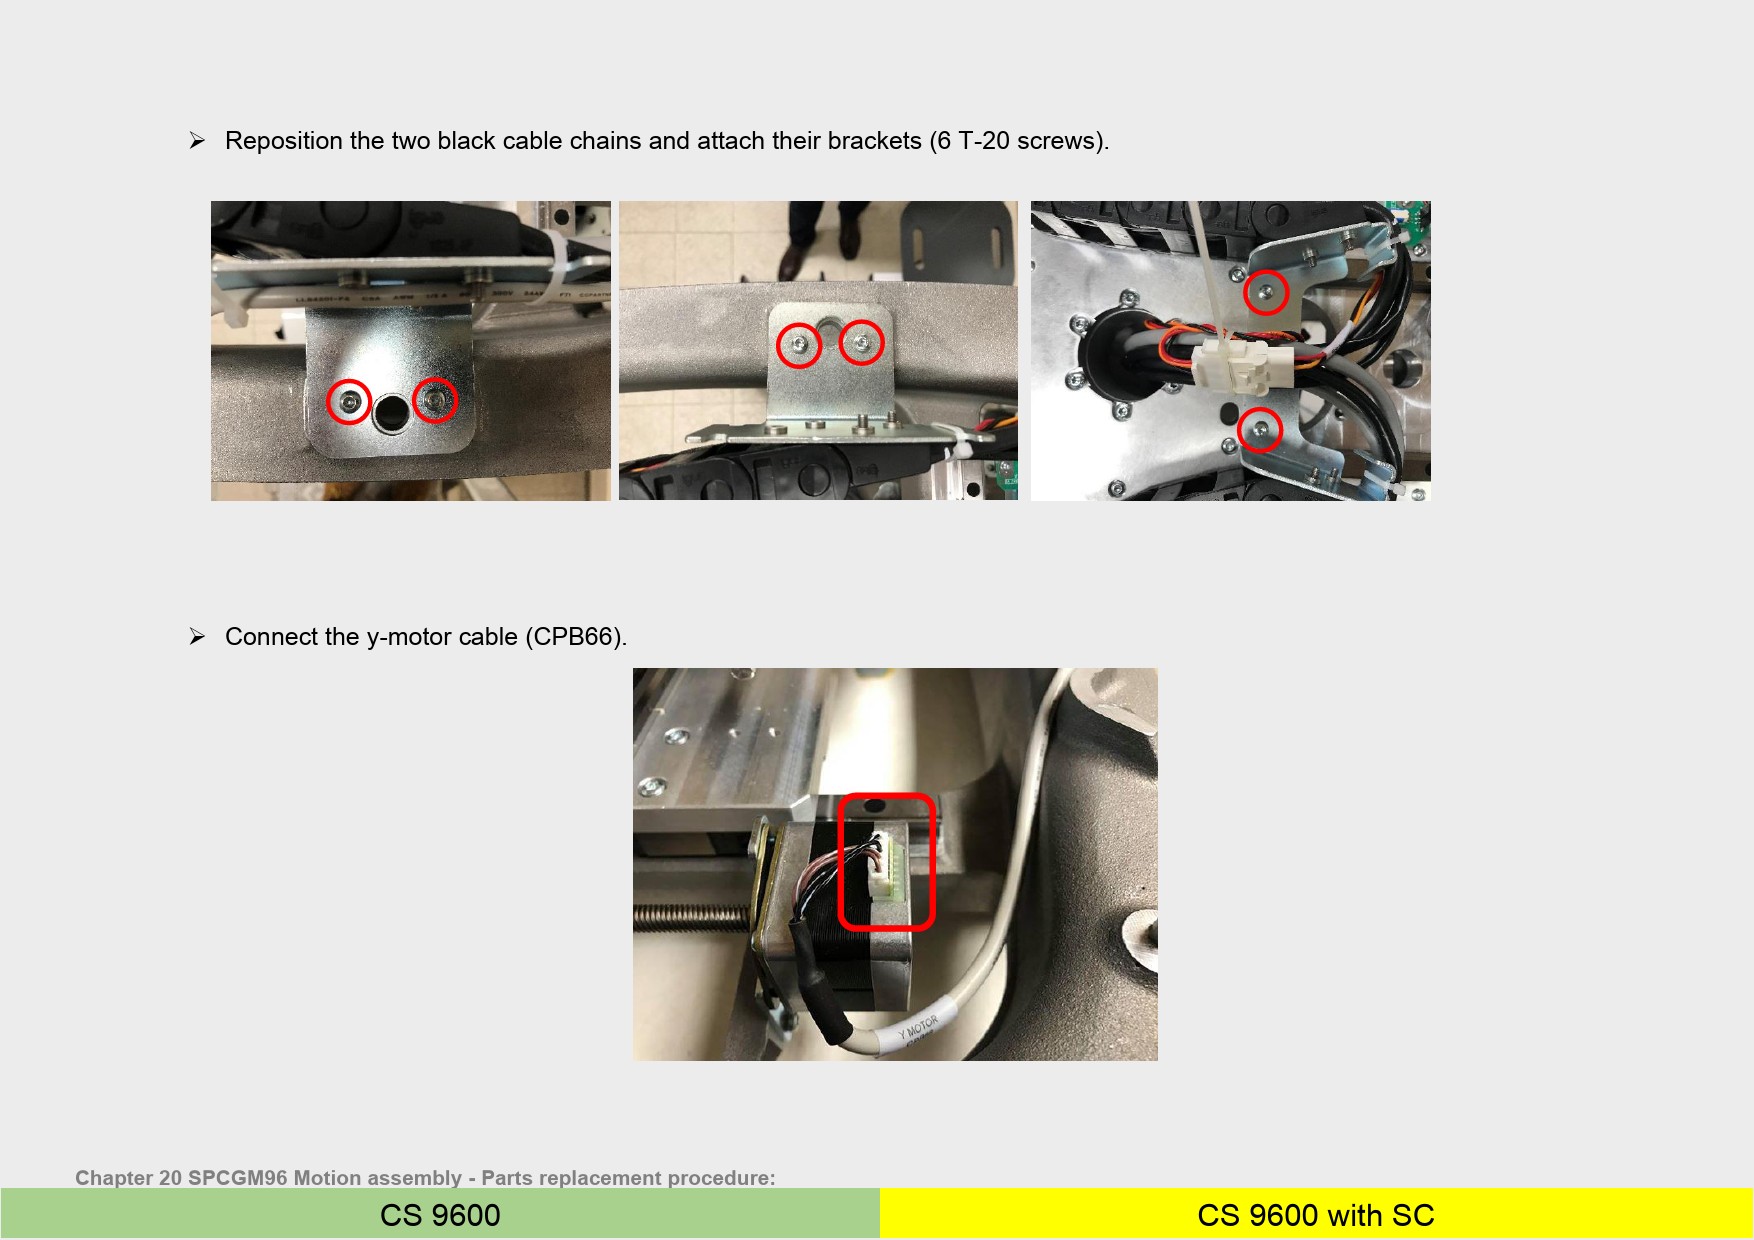 Reposition the two black cable chains and attach their brackets (6 T-20 screws).
Connect the y-motor cable (CPB66).
Y MOTOR
Chapter 20 SPCGM96 Motion assembly - Parts replacement procedure:
CS 9600
CS 9600 with SC